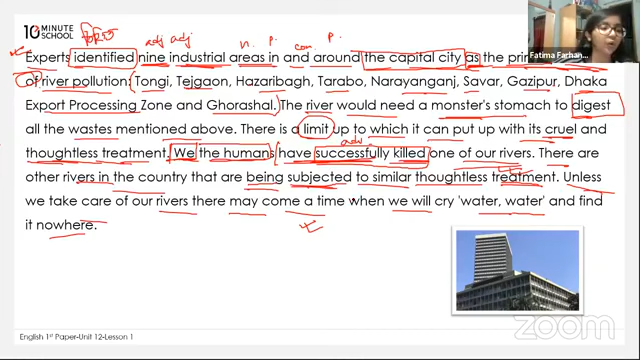 10 MINUTE SCHOOL
adj adj n. p. con. p.
Experts identified nine industrial areas in and around the capital city as the
Fatima Farhan...
of river pollution: Tongi, Tejgaon, Hazaribagh, Tarabo, Narayanganj, Savar, Gazipur, Dhaka
Export Processing Zone and Ghorashal. The river would need a monster's stomach to digest
all the wastes mentioned above. There is a limit up to which it can put up with its cruel and
adv.
thoughtless treatment. We the humans have successfully killed one of our rivers. There are
other rivers in the country that are being subjected to similar thoughtless treatment. Unless
we take care of our rivers there may come a time when we will cry 'water, water' and find
it nowhere.
English 1st Paper-Unit 12-Lesson 1
zoom